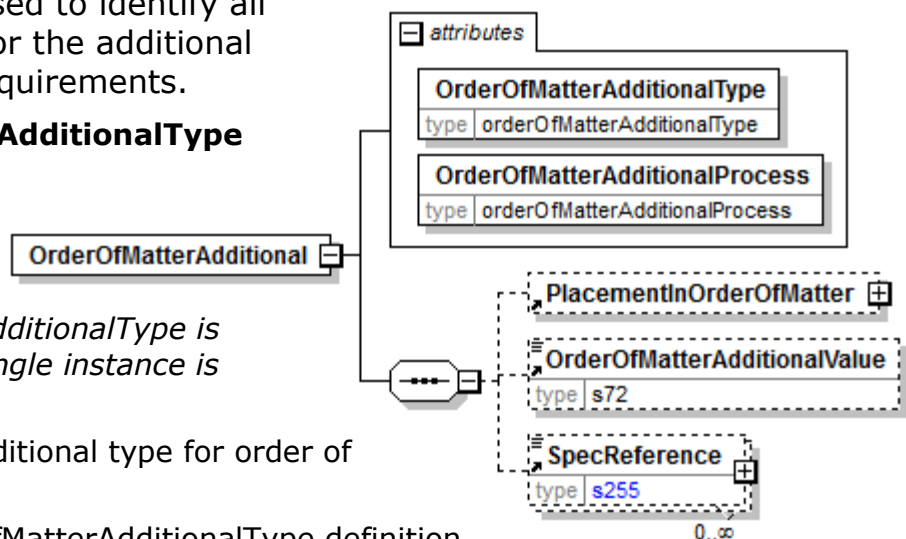 sed to identify all
or the additional
quirements.
AdditionalType
dditionalType is
ngle instance is
ditional type for order of
fMatterAdditionalType definition
attributes
OrderOfMatterAdditionalType
type orderOfMatterAdditionalType
OrderOfMatterAdditionalProcess
type orderOfMatterAdditionalProcess
OrderOfMatterAdditional
PlacementInOrderOfMatter
OrderOfMatterAdditionalValue
type s72
SpecReference
type s255
0..∞